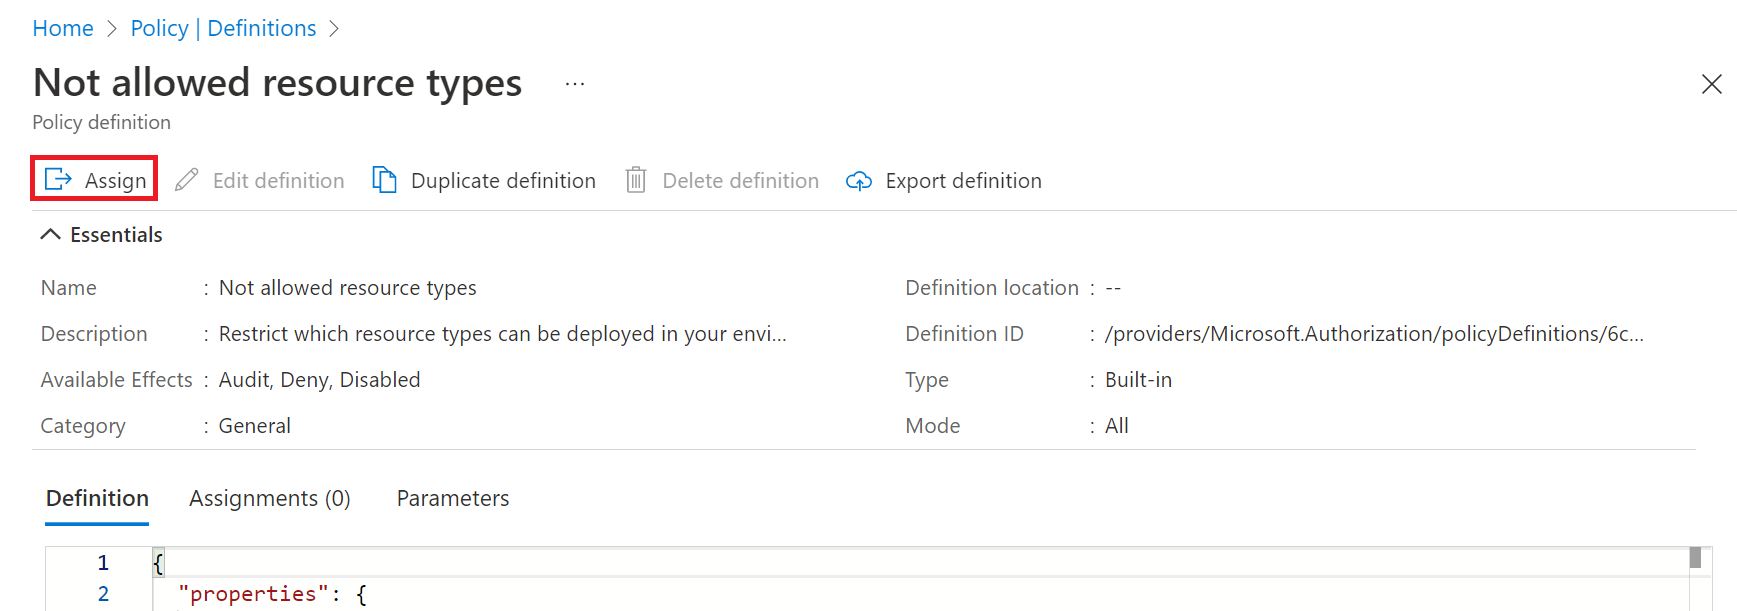 Home > Policy | Definitions >
Not allowed resource types ...
Policy definition
Assign Edit definition Duplicate definition Delete definition Export definition
Essentials
Name : Not allowed resource types
Definition location : --
Description : Restrict which resource types can be deployed in your envi...
Definition ID : /providers/Microsoft.Authorization/policyDefinitions/6c...
Available Effects : Audit, Deny, Disabled
Type : Built-in
Category : General
Mode : All
Definition Assignments (0) Parameters
1 {
2 "properties": {